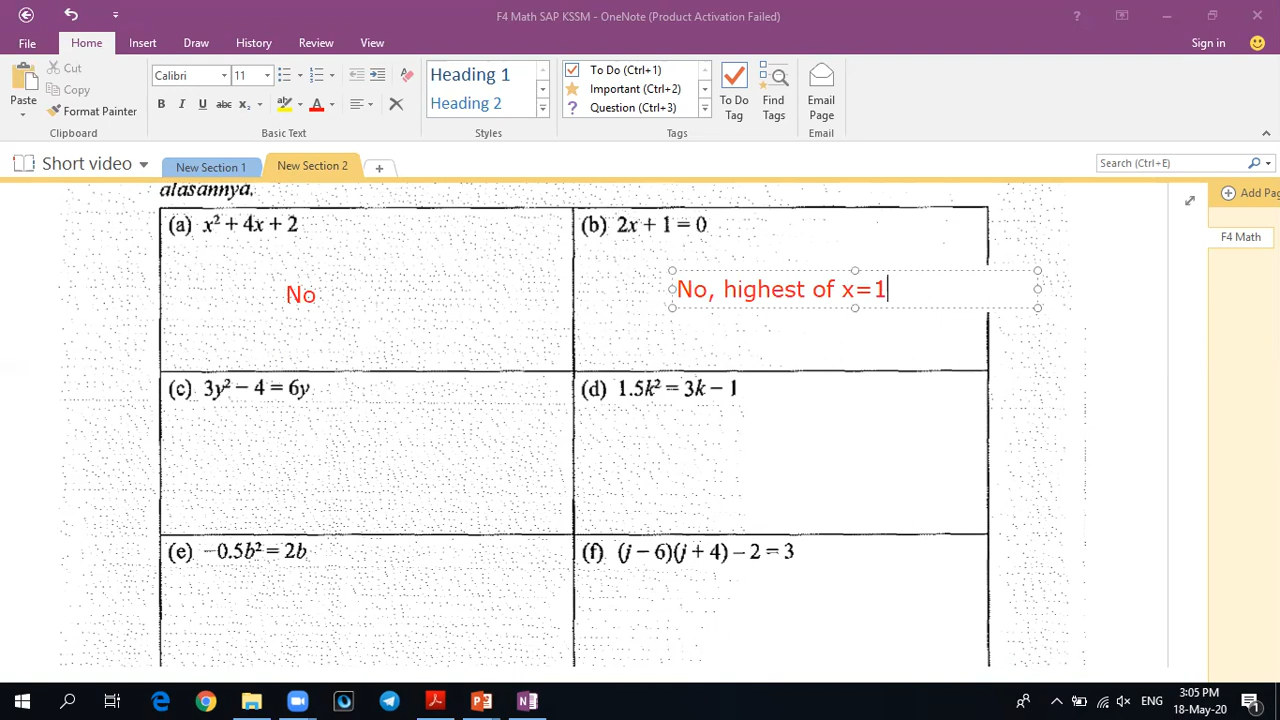 F4 Math SAP KSSM - OneNote (Product Activation Failed)
File Home Insert Draw History Review View Sign in
Paste
Cut
Copy
Format Painter
Clipboard
Calibri 11
B I U abc x₂ A
Basic Text
Heading 1
Heading 2
Styles
To Do (Ctrl+1)
Important (Ctrl+2)
Question (Ctrl+3)
Tags
To Do Tag
Find Tags
Email Page
Email
Short video New Section 1 New Section 2 Search (Ctrl+E)
Add Pag
F4 Math
alasannya.
(a) x² + 4x + 2
No
(b) 2x + 1 = 0
No, highest of x=1
(c) 3y² − 4 = 6y
(d) 1.5k² = 3k − 1
(e) −0.5b² = 2b
(f) (j − 6)(j + 4) − 2 = 3
ENG
3:05 PM
18-May-20